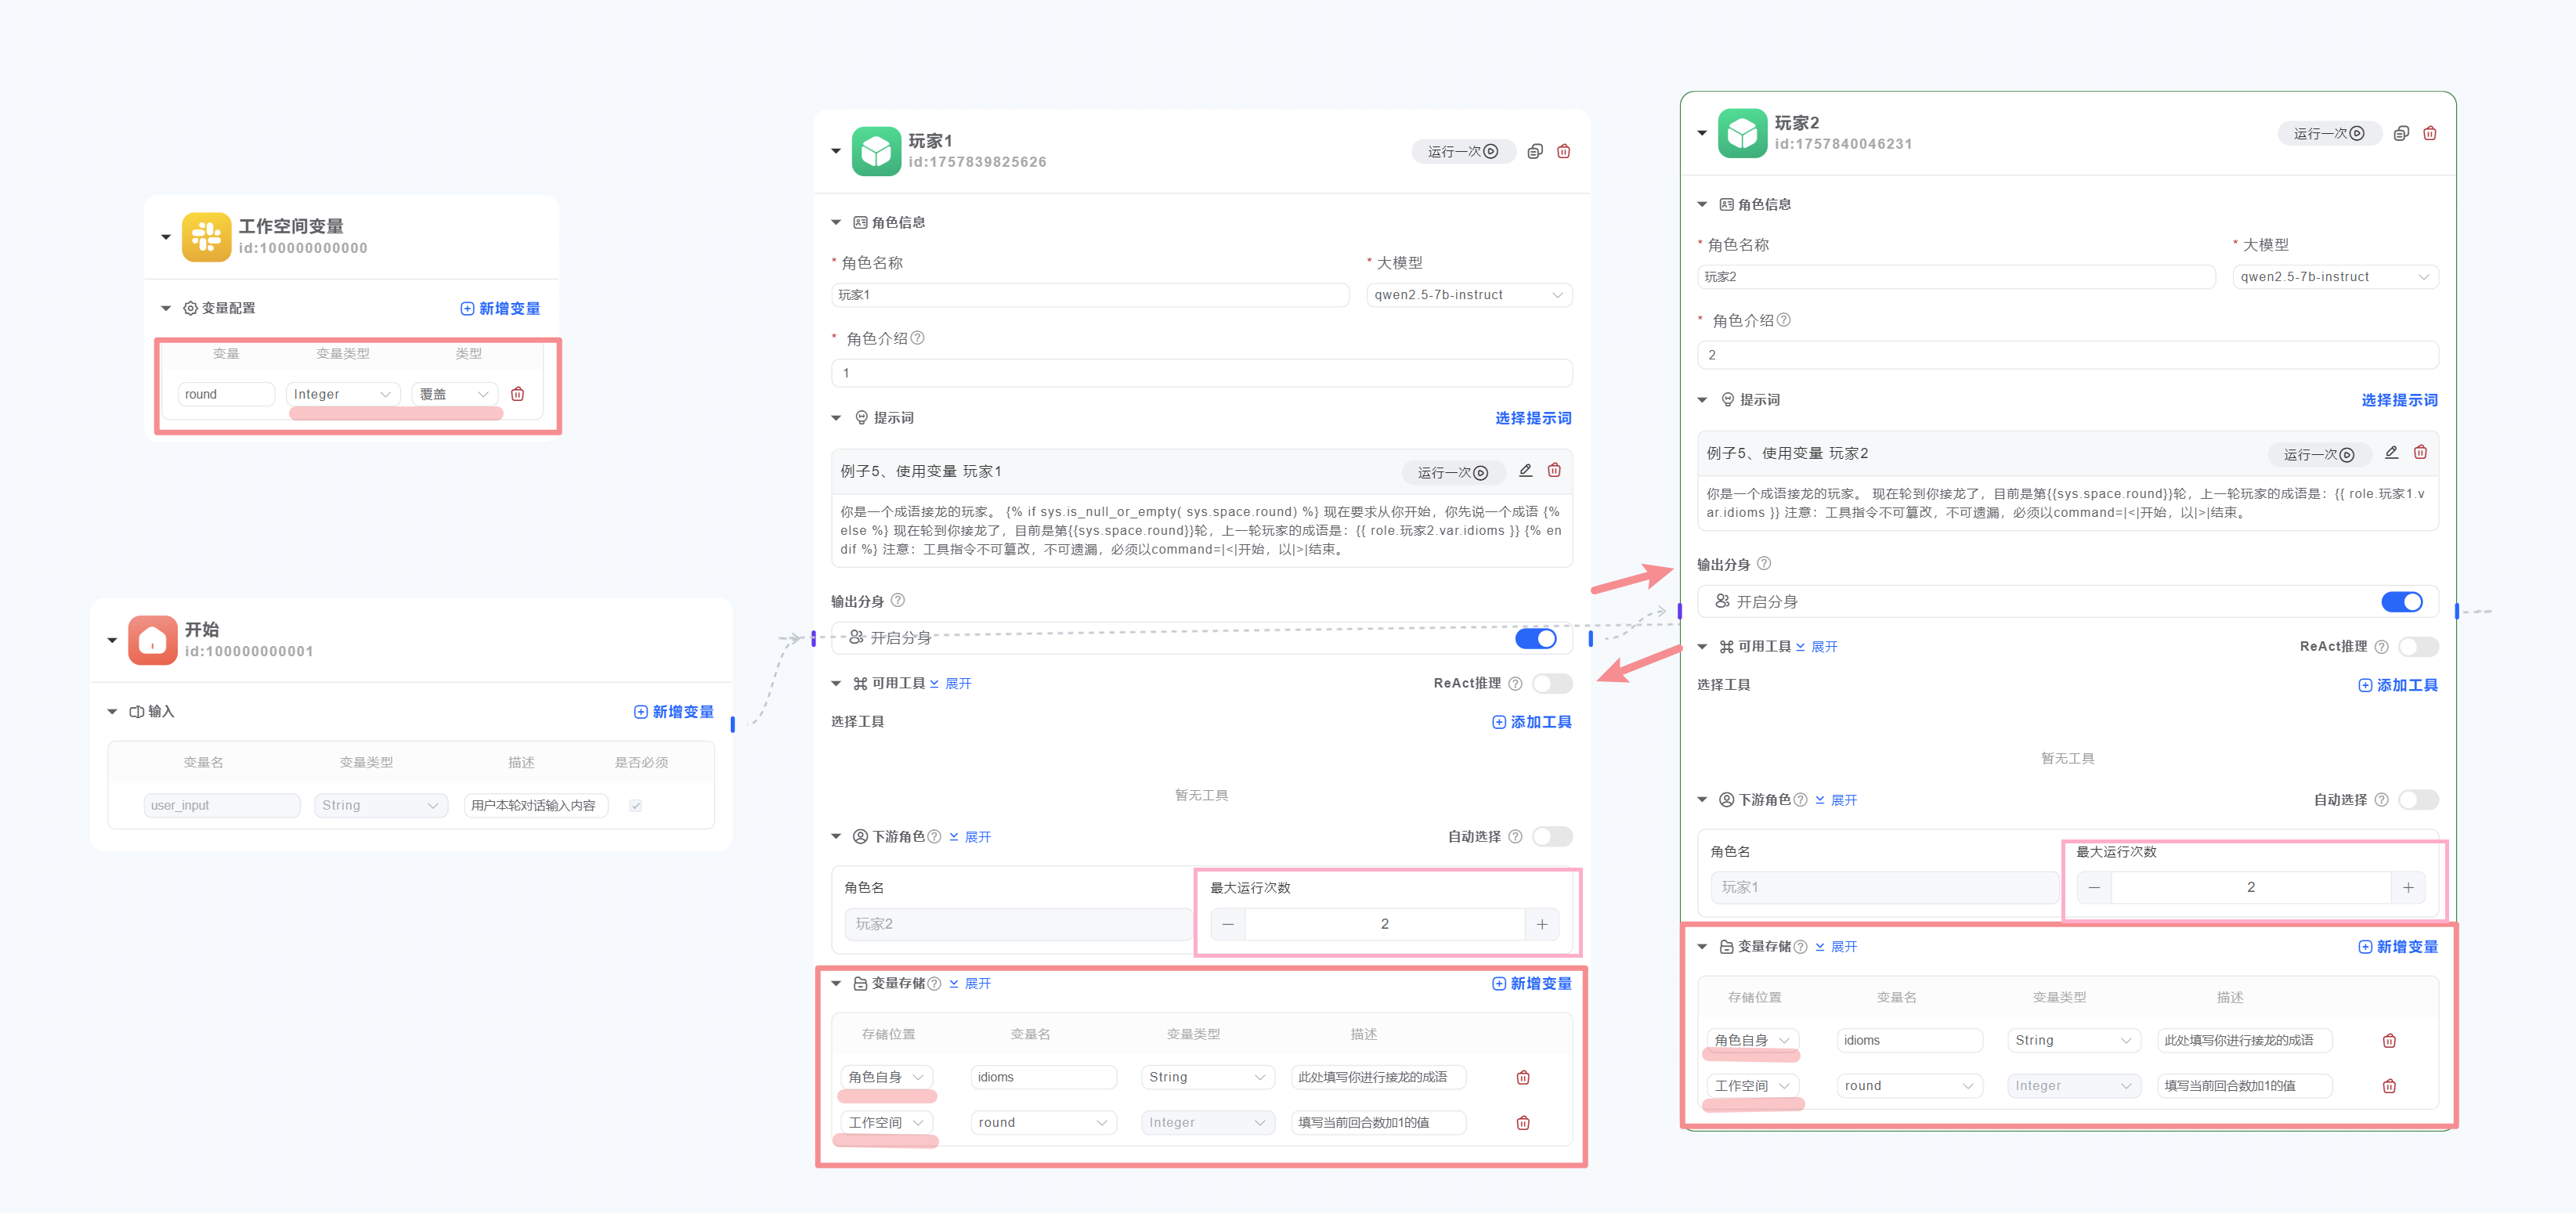 工作空间变量
id:100000000000
变量配置
新增变量
变量 变量类型 类型
round Integer 覆盖
开始
id:100000000001
输入
新增变量
变量名 变量类型 描述 是否必须
user_input String 用户本轮对话输入内容
玩家1
id:1757839825626
运行一次
角色信息
* 角色名称 * 大模型
玩家1 qwen2.5-7b-instruct
* 角色介绍
1
提示词 选择提示词
例子5、使用变量 玩家1 运行一次
你是一个成语接龙的玩家。 {% if sys.is_null_or_empty( sys.space.round) %} 现在要求从你开始，你先说一个成语 {%
else %} 现在轮到你接龙了，目前是第{{sys.space.round}}轮，上一轮玩家的成语是：{{ role.玩家2.var.idioms }} {% en
dif %} 注意：工具指令不可篡改，不可遗漏，必须以command=|<|开始，以|>|结束。
输出分身
开启分身
可用工具 展开 ReAct推理
选择工具 添加工具
暂无工具
下游角色 展开 自动选择
角色名 最大运行次数
玩家2 2
变量存储 展开 新增变量
存储位置 变量名 变量类型 描述
角色自身 idioms String 此处填写你进行接龙的成语
工作空间 round Integer 填写当前回合数加1的值
玩家2
id:1757840046231
运行一次
角色信息
* 角色名称 * 大模型
玩家2 qwen2.5-7b-instruct
* 角色介绍
2
提示词 选择提示词
例子5、使用变量 玩家2 运行一次
你是一个成语接龙的玩家。 现在轮到你接龙了，目前是第{{sys.space.round}}轮，上一轮玩家的成语是：{{ role.玩家1.v
ar.idioms }} 注意：工具指令不可篡改，不可遗漏，必须以command=|<|开始，以|>|结束。
输出分身
开启分身
可用工具 展开 ReAct推理
选择工具 添加工具
暂无工具
下游角色 展开 自动选择
角色名 最大运行次数
玩家1 2
变量存储 展开 新增变量
存储位置 变量名 变量类型 描述
角色自身 idioms String 此处填写你进行接龙的成语
工作空间 round Integer 填写当前回合数加1的值